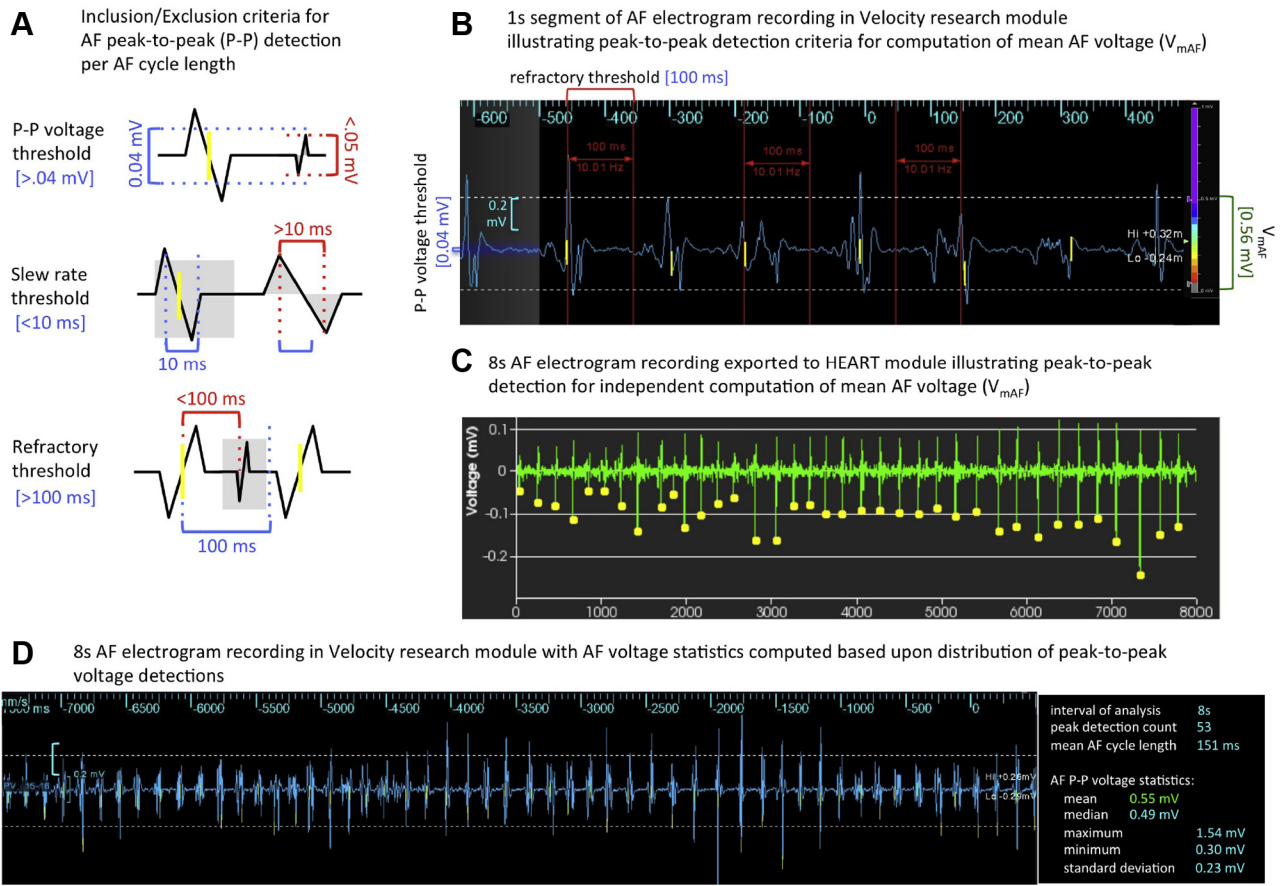 A
Inclusion/Exclusion criteria for
AF peak-to-peak (P-P) detection
per AF cycle length
P-P voltage
threshold
[>.04 mV]
0.04 mV
<.05 mV
Slew rate
threshold
[<10 ms]
>10 ms
10 ms
Refractory
threshold
[>100 ms]
<100 ms
100 ms
B
1s segment of AF electrogram recording in Velocity research module
illustrating peak-to-peak detection criteria for computation of mean AF voltage (VmAF)
refractory threshold [100 ms]
-600 -500 -400 -300 -200 -100 0 100 200 300 400
100 ms 100 ms 100 ms
10.01 Hz 10.01 Hz 10.01 Hz
P-P voltage threshold
[0.04 mV]
0.2
mV
Hi +0.32m
Lo -0.24m
VmAF
[0.56 mV]
C
8s AF electrogram recording exported to HEART module illustrating peak-to-peak
detection for independent computation of mean AF voltage (VmAF)
Voltage (mV)
0.1
0
-0.1
-0.2
0 1000 2000 3000 4000 5000 6000 7000 8000
D
8s AF electrogram recording in Velocity research module with AF voltage statistics computed based upon distribution of peak-to-peak
voltage detections
-7000 -6500 -6000 -5500 -5000 -4500 -4000 -3500 -3000 -2500 -2000 -1500 -1000 -500 0
0.2 mV
Hi +0.26mV
Lo -0.29mV
interval of analysis 8s
peak detection count 53
mean AF cycle length 151 ms
AF P-P voltage statistics:
mean 0.55 mV
median 0.49 mV
maximum 1.54 mV
minimum 0.30 mV
standard deviation 0.23 mV